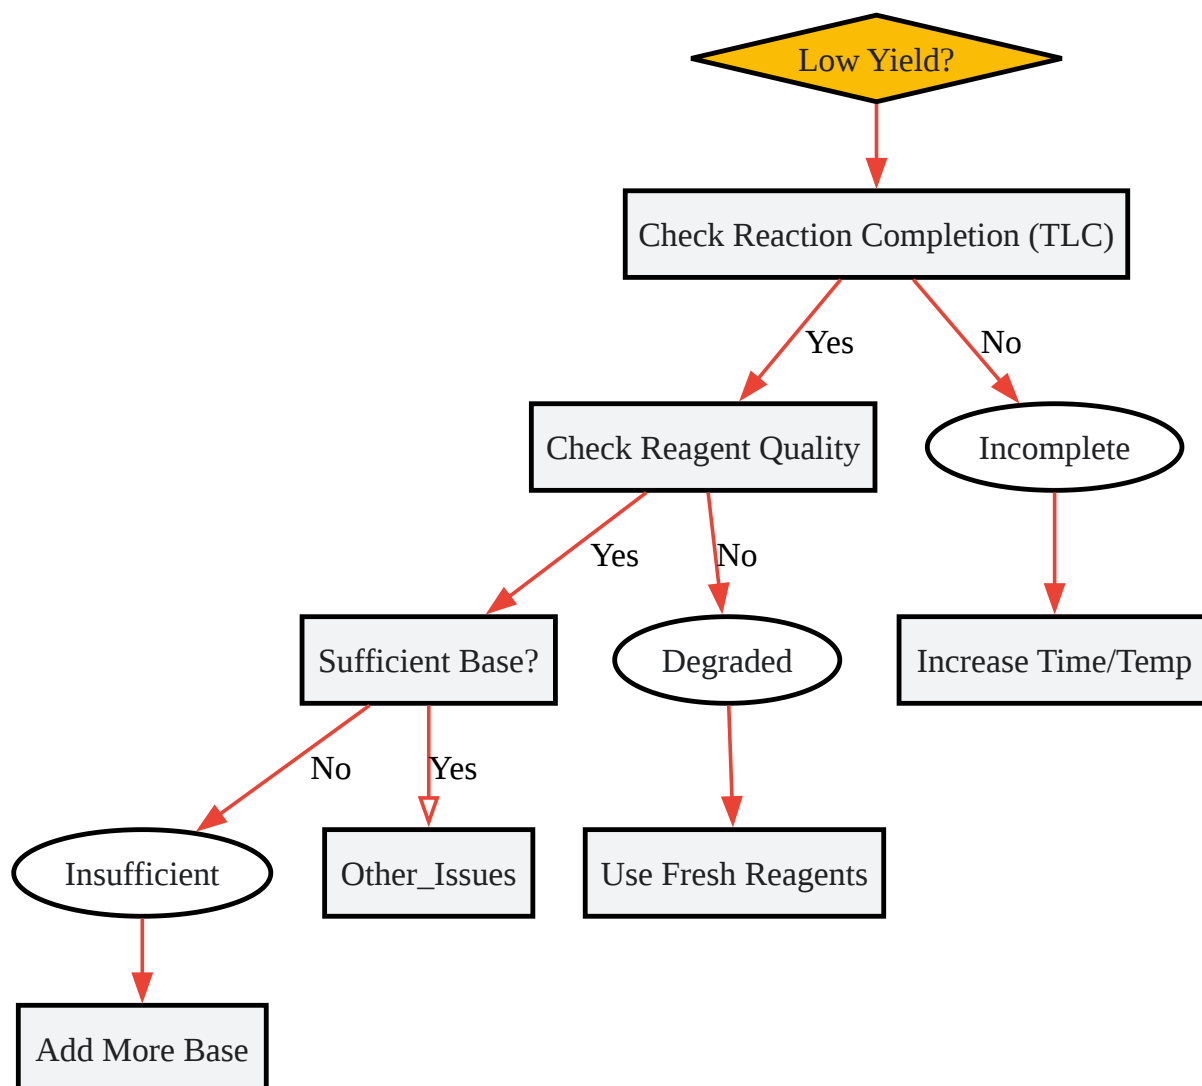 Low Yield?
Check Reaction Completion (TLC)
Yes
No
Check Reagent Quality
Incomplete
Yes
No
Sufficient Base?
Degraded
Increase Time/Temp
No
Yes
Insufficient
Other_Issues
Use Fresh Reagents
Add More Base